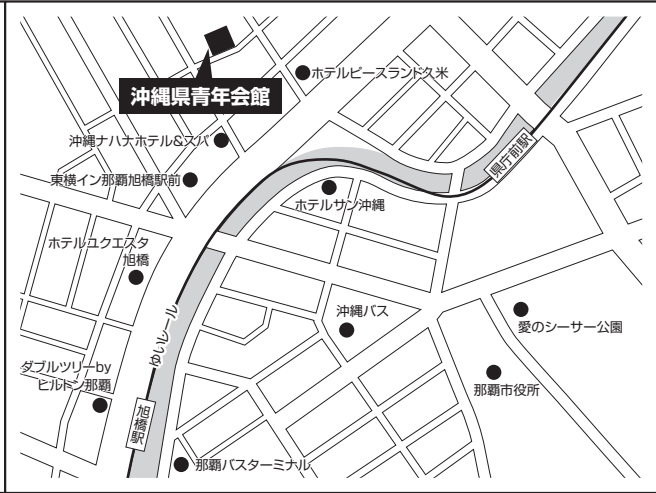 ホテルピースランド久米
沖縄県青年会館
沖縄ナハナホテル&スパ
県庁前駅
東横イン那覇旭橋駅前
ホテルサン沖縄
ホテルユクエスタ
旭橋
沖縄バス
愛のシーサー公園
ゆいレール
ダブルツリーby
ヒルトン那覇
那覇市役所
旭橋駅
那覇バスターミナル